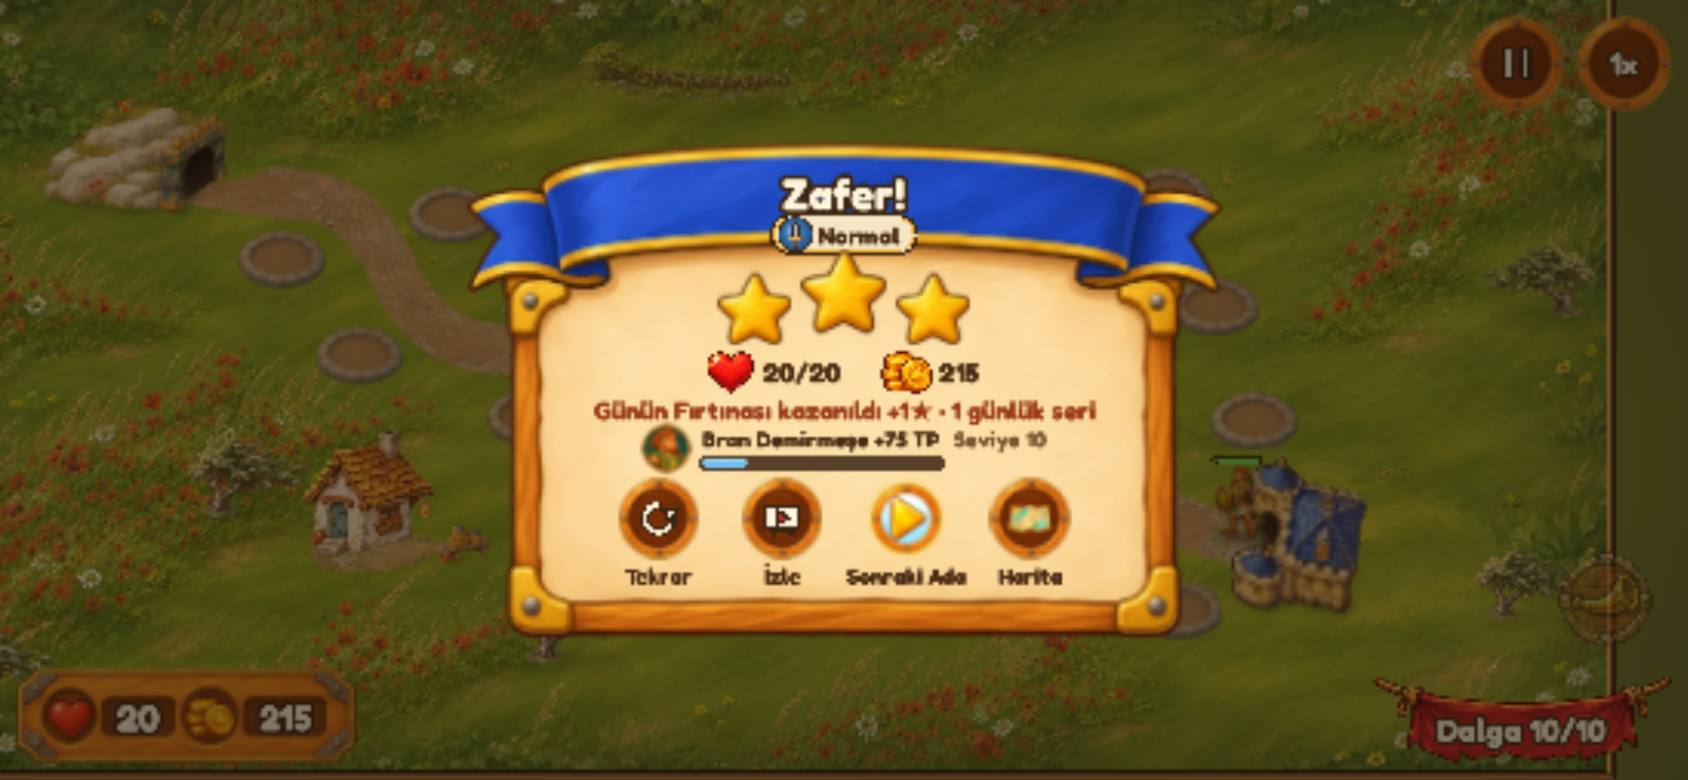 1x
Zafer!
Normal
20/20 215
Günün Fırtınası kazanıldı +1★ · 1 günlük seri
Bran Demirmeşe +75 TP Seviye 10
Tekrar İzle Sonraki Ada Harita
20 215
Dalga 10/10